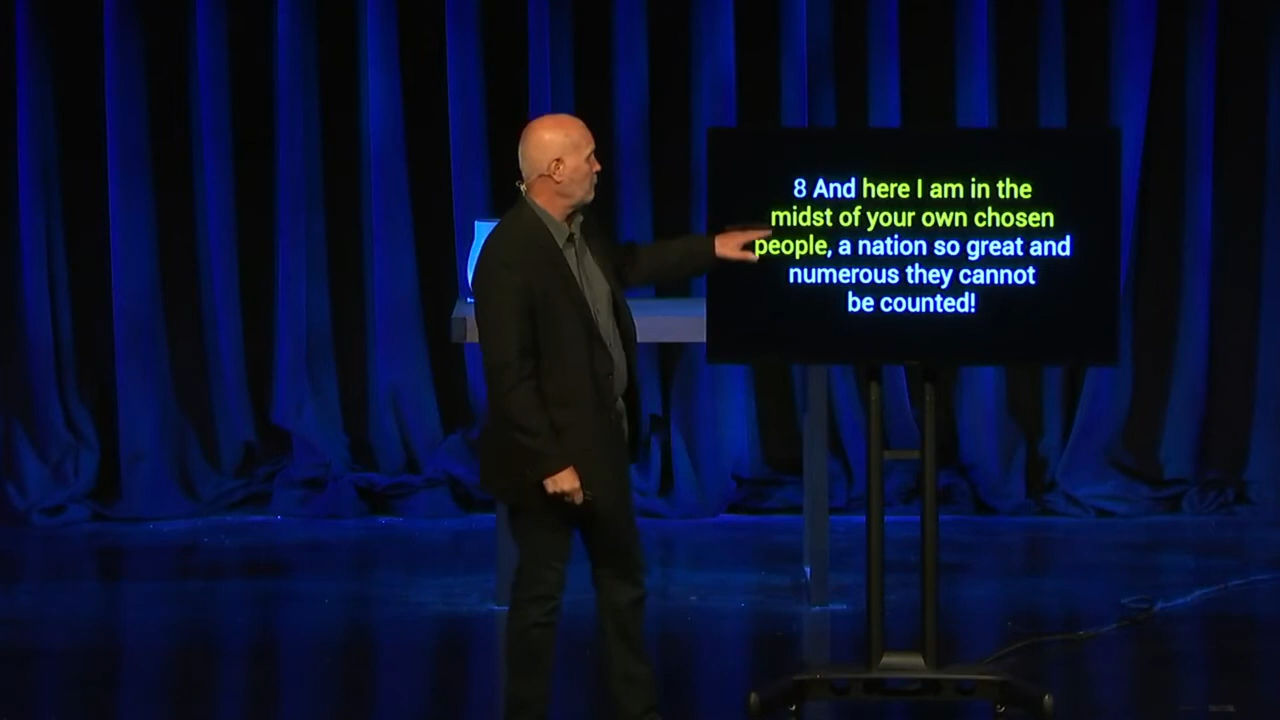 8 And here I am in the
midst of your own chosen
people, a nation so great and
numerous they cannot
be counted!